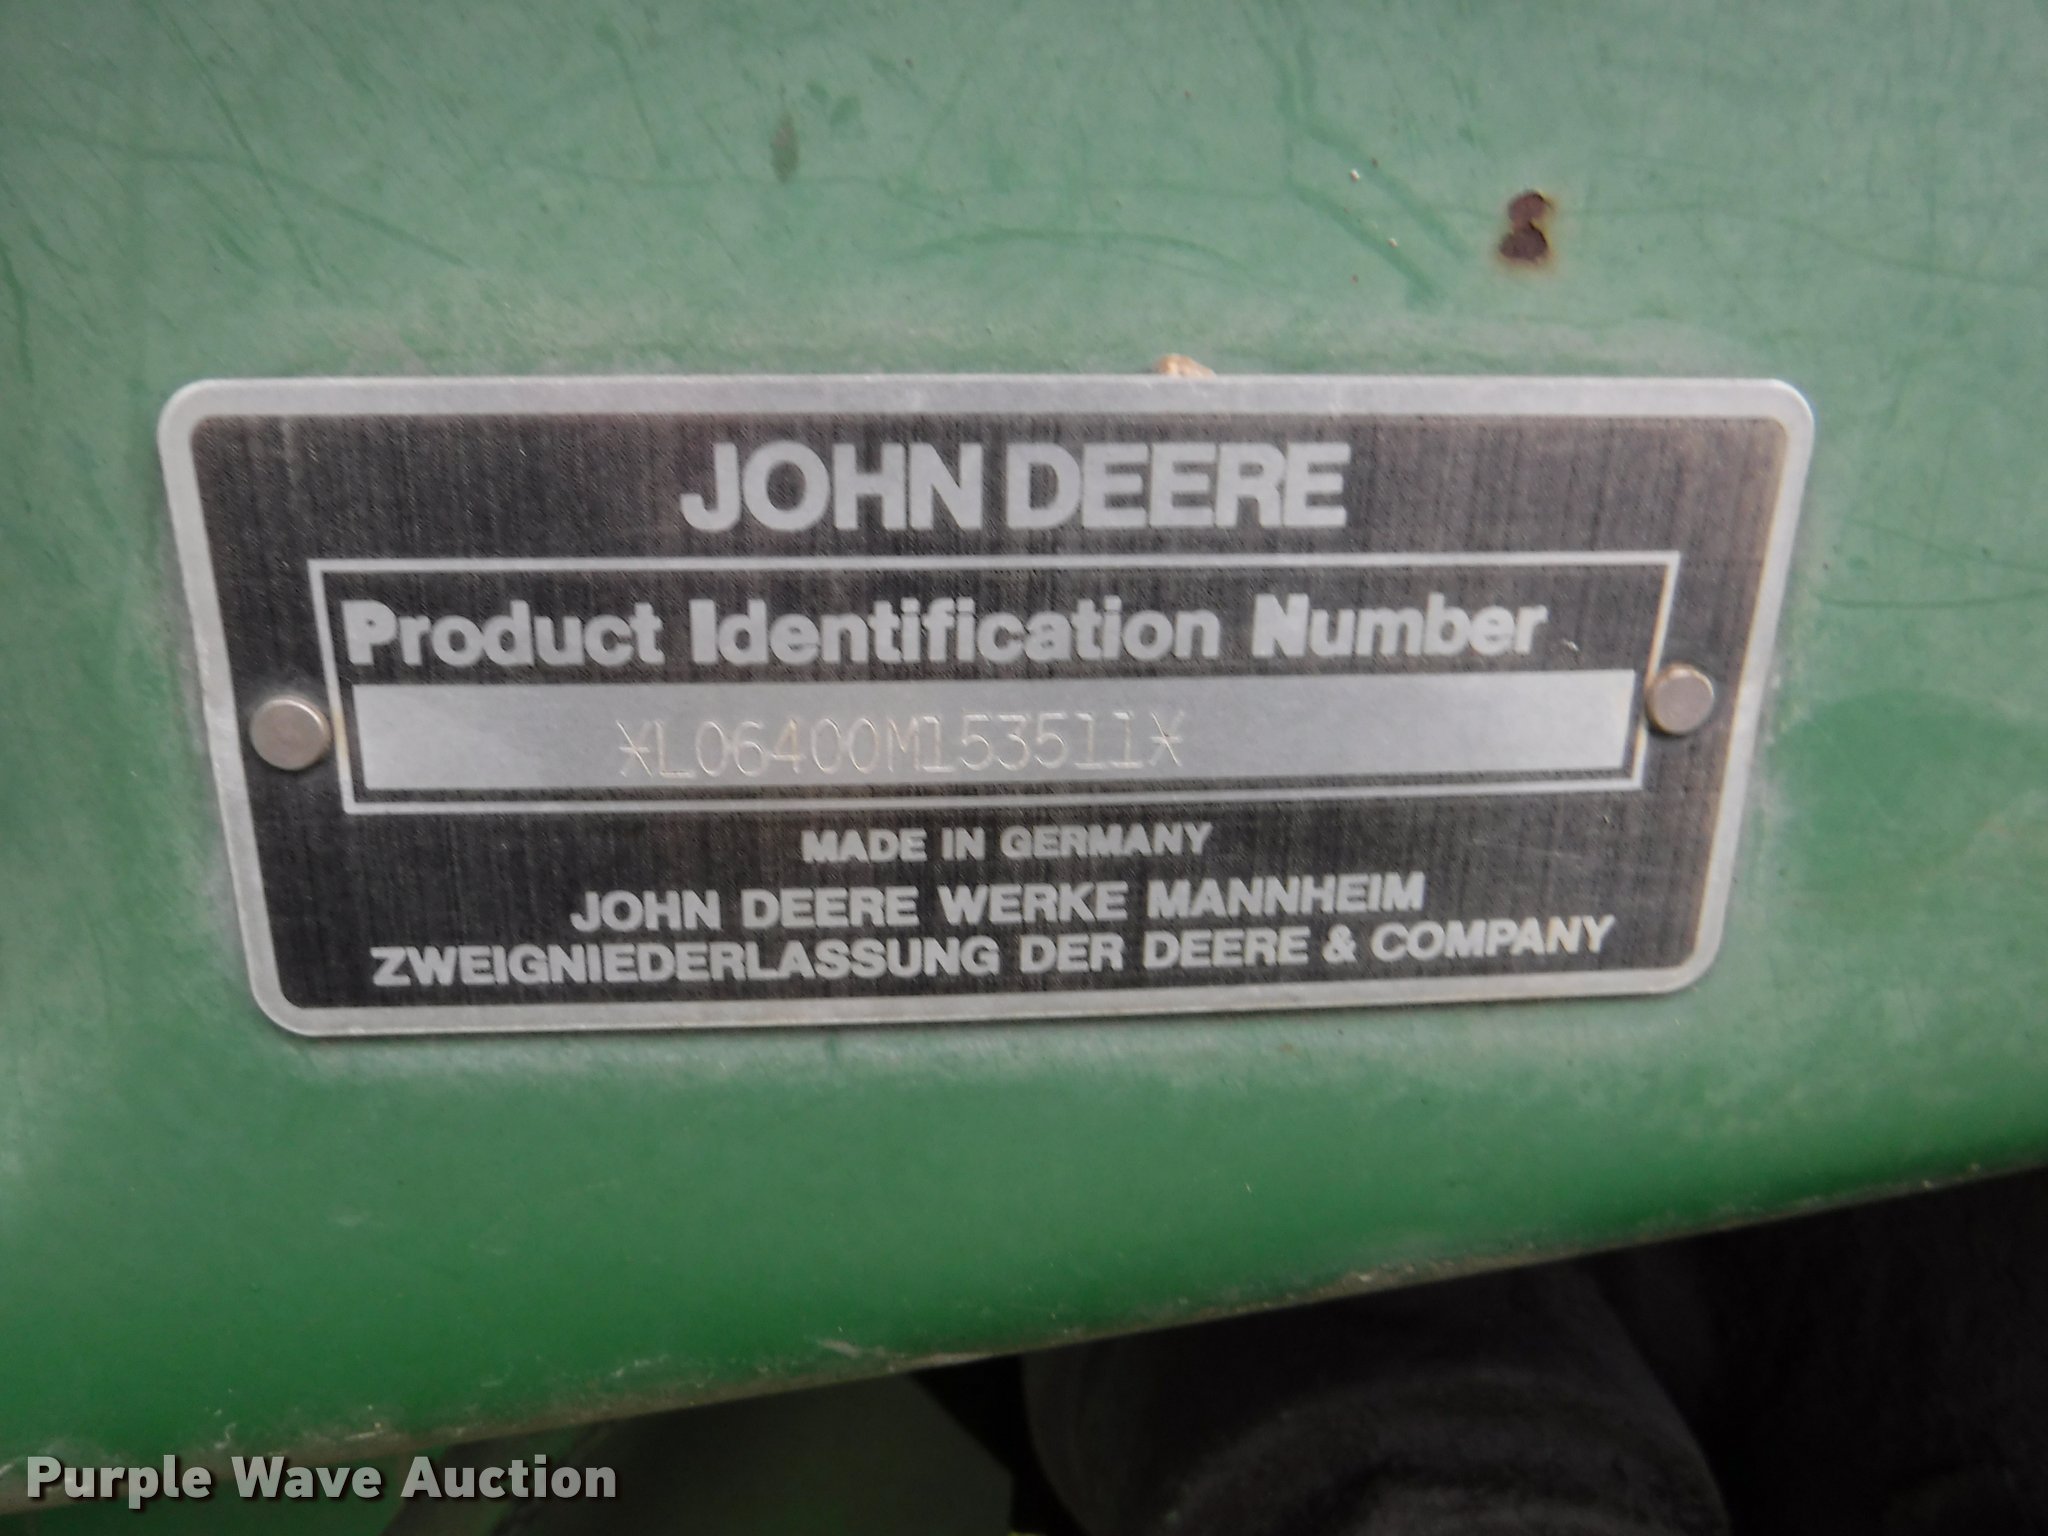 JOHN DEERE
Product Identification Number
*L06400M153511*
MADE IN GERMANY
JOHN DEERE WERKE MANNHEIM
ZWEIGNIEDERLASSUNG DER DEERE & COMPANY
Purple Wave Auction